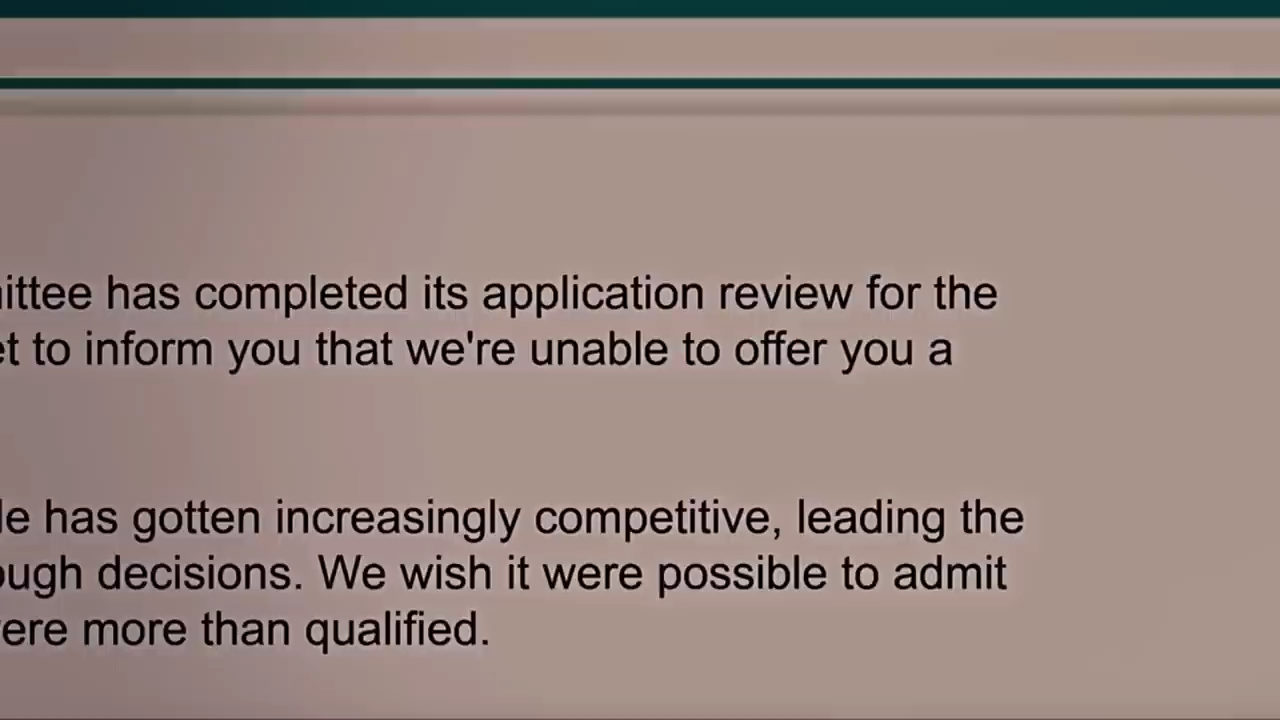 ittee has completed its application review for the
et to inform you that we're unable to offer you a
le has gotten increasingly competitive, leading the
ough decisions. We wish it were possible to admit
ere more than qualified.